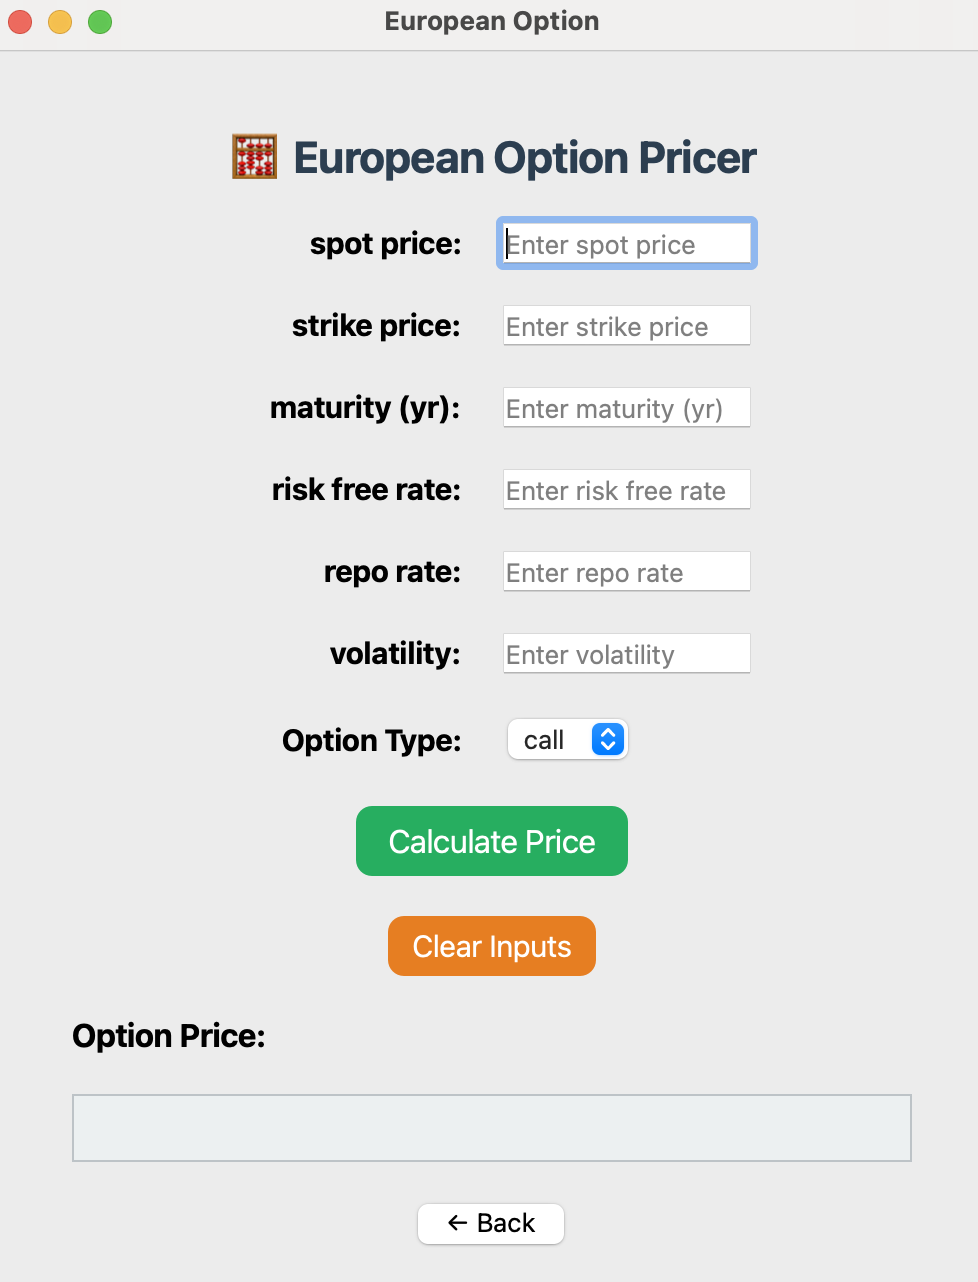 European Option
European Option Pricer
spot price: Enter spot price
strike price: Enter strike price
maturity (yr): Enter maturity (yr)
risk free rate: Enter risk free rate
repo rate: Enter repo rate
volatility: Enter volatility
Option Type: call
Calculate Price
Clear Inputs
Option Price:
← Back